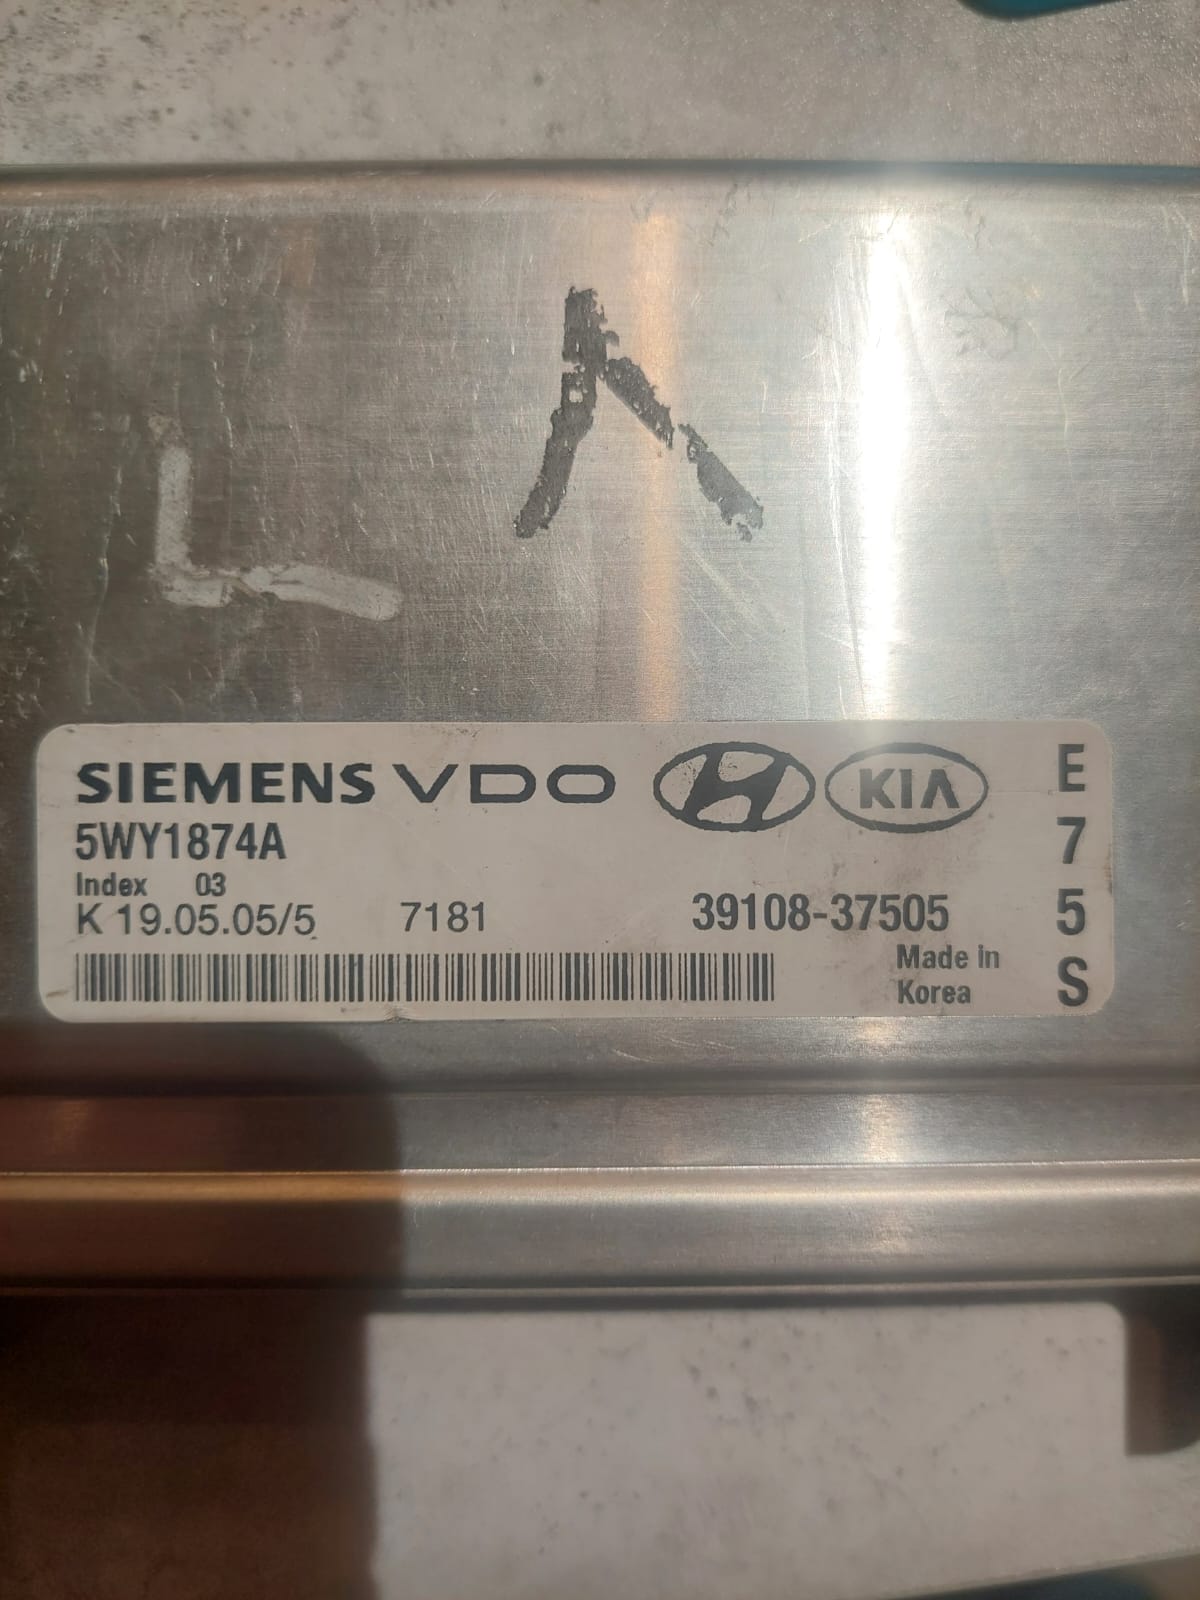 SIEMENS VDO KIA
5WY1874A
Index 03
K 19.05.05/5 7181 39108-37505
Made in
Korea
E
7
5
S